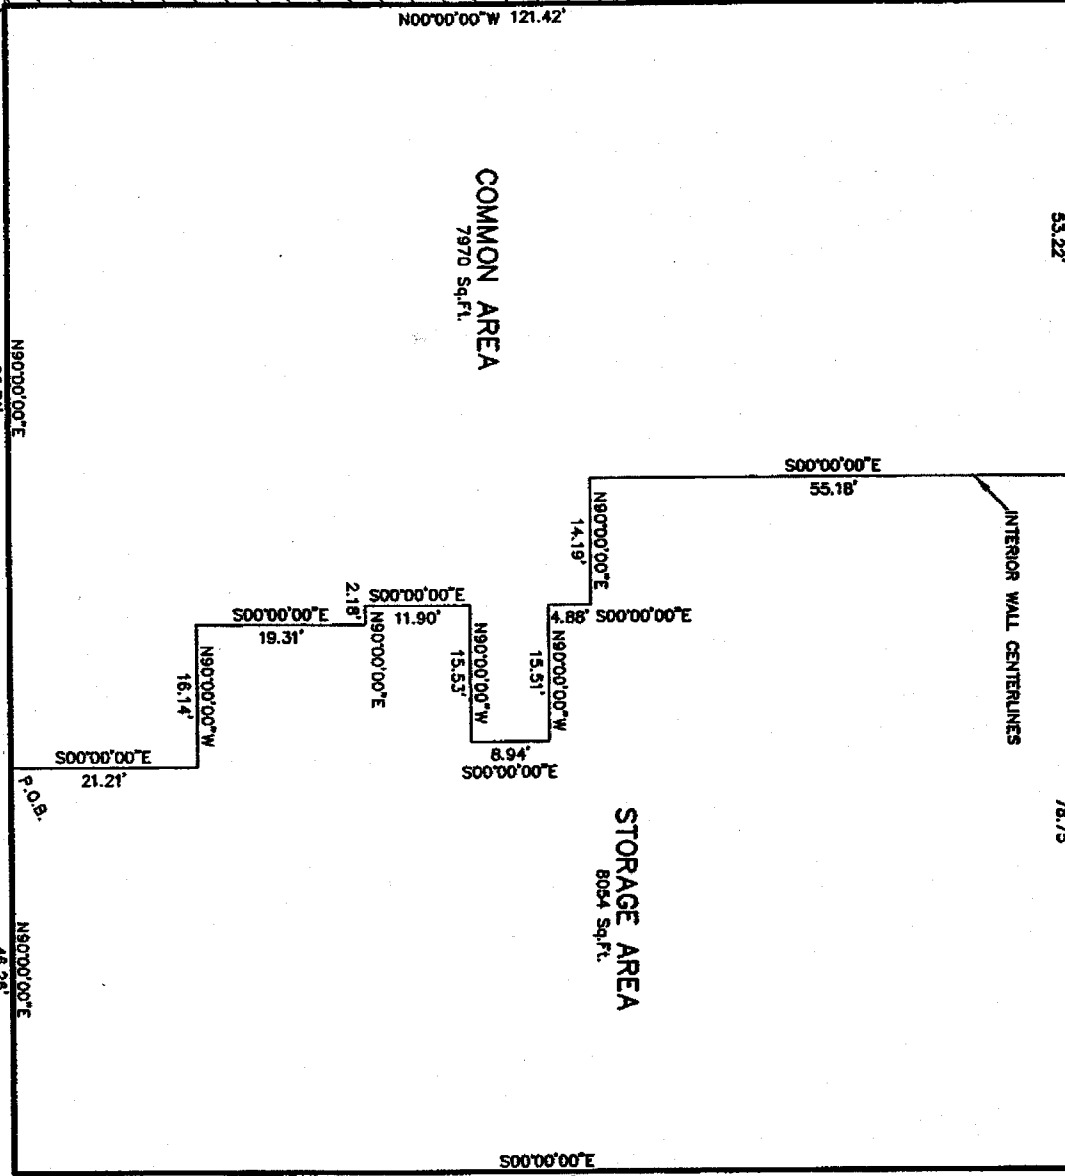 N00°00'00"W 121.42'
53.22'
COMMON AREA
7970 Sq.Ft.
N90°00'00"E
S00°00'00"E
55.18'
INTERIOR WALL CENTERLINES
N90°00'00"E
14.19'
4.88' S00°00'00"E
N90°00'00"W
15.51'
8.94'
S00°00'00"E
N90°00'00"W
15.53'
S00°00'00"E
11.90'
N90°00'00"E
2.18'
S00°00'00"E
19.31'
N90°00'00"W
16.14'
S00°00'00"E
21.21'
P.O.B.
78.75'
STORAGE AREA
8054 Sq.Ft.
N90°00'00"E
46.26'
S00°00'00"E